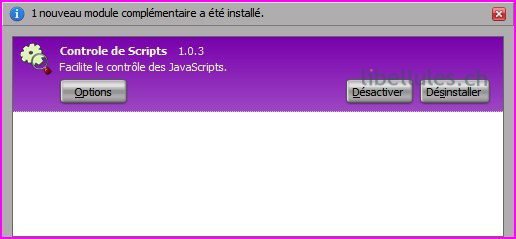 1 nouveau module complémentaire a été installé.
Controle de Scripts 1.0.3
Facilite le contrôle des JavaScripts.
libellules.ch
Options Désactiver Désinstaller